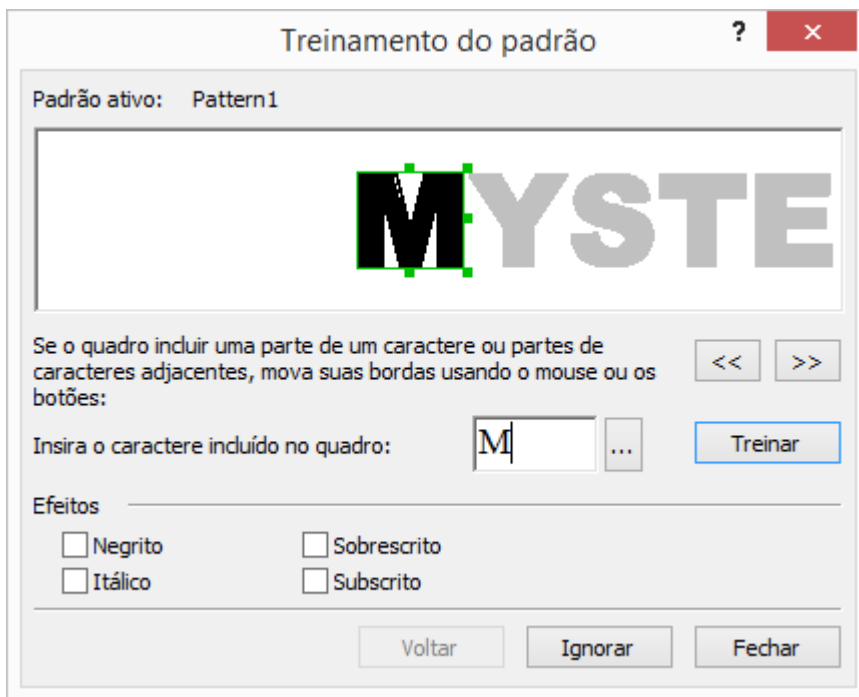 Treinamento do padrão
?
×
Padrão ativo: Pattern1
MYSTE
Se o quadro incluir uma parte de um caractere ou partes de
caracteres adjacentes, mova suas bordas usando o mouse ou os
botões:
<< >>
Insira o caractere incluído no quadro: M ... Treinar
Efeitos
Negrito Sobrescrito
Itálico Subscrito
Voltar Ignorar Fechar